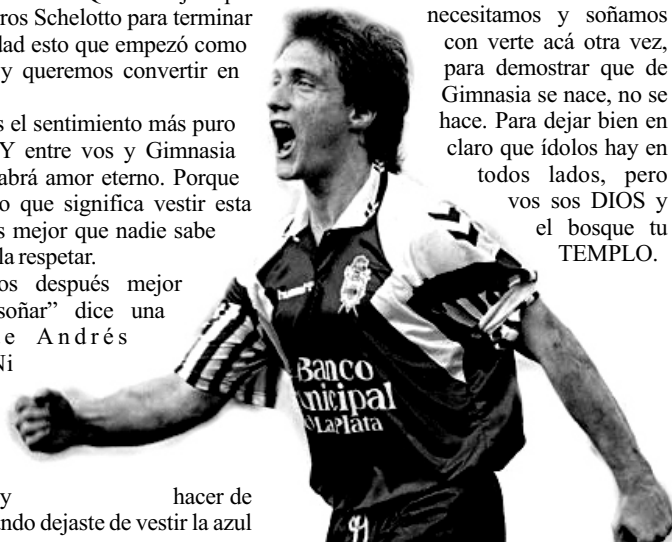 ros Schelotto para terminar
dad esto que empezó como
y queremos convertir en
s el sentimiento más puro
Y entre vos y Gimnasia
abrá amor eterno. Porque
o que significa vestir esta
s mejor que nadie sabe
la respetar.
os después mejor
soñar” dice una
e Andrés
Ni
y hacer de
ndo dejaste de vestir la azul
necesitamos y soñamos
con verte acá otra vez,
para demostrar que de
Gimnasia se nace, no se
hace. Para dejar bien en
claro que ídolos hay en
todos lados, pero
vos sos DIOS y
el bosque tu
TEMPLO.
hummel
Banco
unicipal
La Plata